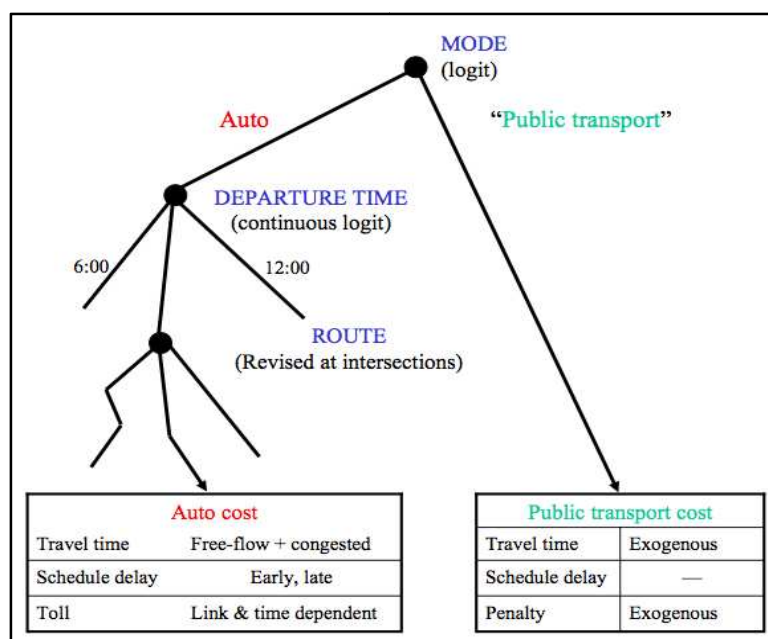 MODE
(logit)
Auto
“Public transport”
DEPARTURE TIME
(continuous logit)
6:00
12:00
ROUTE
(Revised at intersections)
Auto cost
Travel time Free-flow + congested
Schedule delay Early, late
Toll Link & time dependent
Public transport cost
Travel time Exogenous
Schedule delay —
Penalty Exogenous